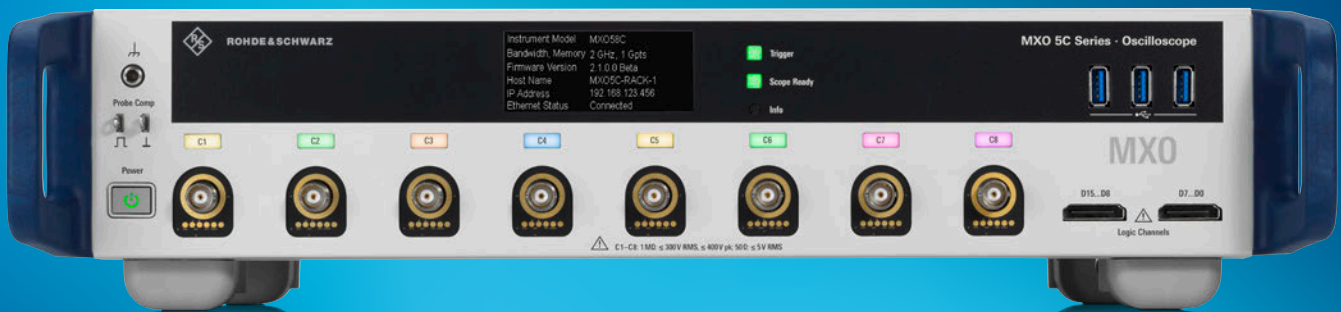 R&S
ROHDE & SCHWARZ
Instrument Model MXO58C
Bandwidth, Memory 2 GHz, 1 Gpts
Firmware Version 2.1.0.0 Beta
Host Name MXO5C-RACK-1
IP Address 192.168.123.456
Ethernet Status Connected
Trigger
Scope Ready
Info
MXO 5C Series · Oscilloscope
Probe Comp
Power
C1
C2
C3
C4
C5
C6
C7
C8
MXO
D15...D8
D7...D0
Logic Channels
C1–C8: 1 MΩ ≤ 300 V RMS, ≤ 400 V pk; 50 Ω ≤ 5 V RMS